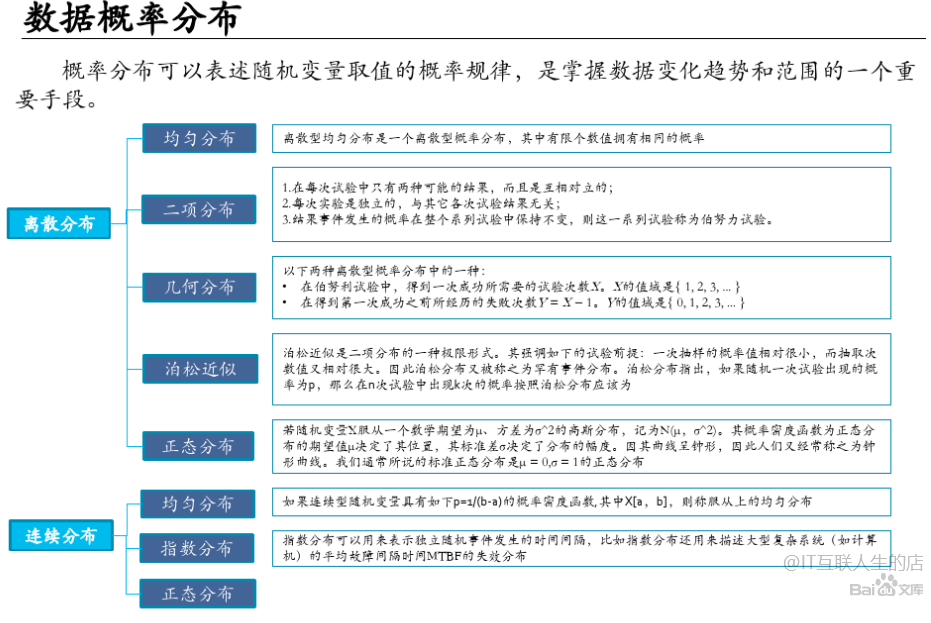 数据概率分布
概率分布可以表述随机变量取值的概率规律，是掌握数据变化趋势和范围的一个重
要手段。
离散分布
均匀分布
离散型均匀分布是一个离散型概率分布，其中有限个数值拥有相同的概率
二项分布
1.在每次试验中只有两种可能的结果，而且是互相对立的；
2.每次实验是独立的，与其它各次试验结果无关；
3.结果事件发生的概率在整个系列试验中保持不变，则这一系列试验称为伯努力试验。
几何分布
以下两种离散型概率分布中的一种：
• 在伯努利试验中，得到一次成功所需要的试验次数X。X的值域是{ 1, 2, 3, ... }
• 在得到第一次成功之前所经历的失败次数Y = X − 1。Y的值域是{ 0, 1, 2, 3, ... }
泊松近似
泊松近似是二项分布的一种极限形式。其强调如下的试验前提：一次抽样的概率值相对很小，而抽取次
数值又相对很大。因此泊松分布又被称之为罕有事件分布。泊松分布指出，如果随机一次试验出现的概
率为p，那么在n次试验中出现k次的概率按照泊松分布应该为
正态分布
若随机变量X服从一个数学期望为μ、方差为σ^2的高斯分布，记为N(μ，σ^2)。其概率密度函数为正态分
布的期望值μ决定了其位置，其标准差σ决定了分布的幅度。因其曲线呈钟形，因此人们又经常称之为钟
形曲线。我们通常所说的标准正态分布是μ = 0,σ = 1的正态分布
连续分布
均匀分布
如果连续型随机变量具有如下p=1/(b-a)的概率密度函数,其中X[a，b]，则称服从上的均匀分布
指数分布
指数分布可以用来表示独立随机事件发生的时间间隔，比如指数分布还用来描述大型复杂系统（如计算
机）的平均故障间隔时间MTBF的失效分布
正态分布
@IT互联人生的店
Bai du 文库